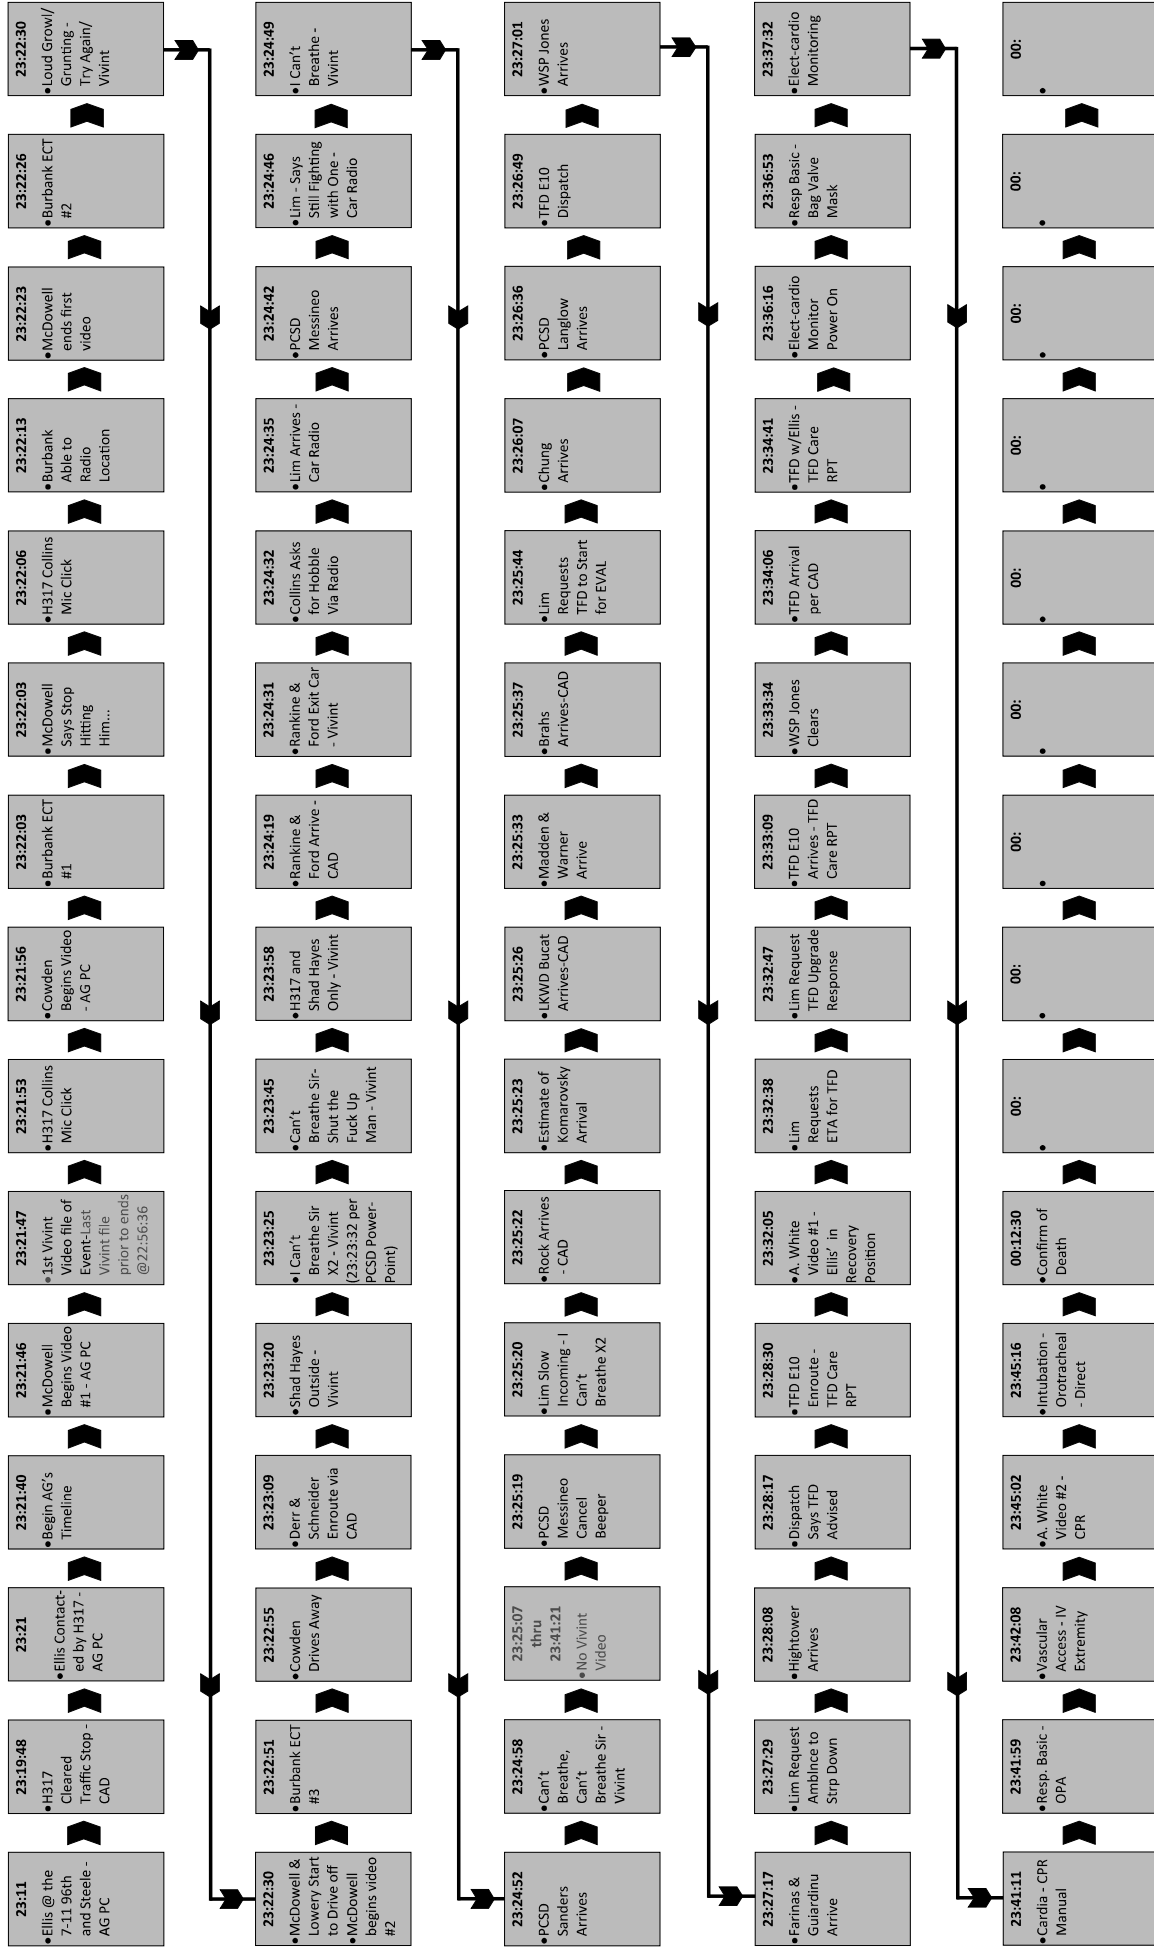 23:11
•Ellis @ the
7-11 96th
and Steele -
AG PC
23:19:48
•H317
Cleared
Traffic Stop -
CAD
23:21
•Ellis Contact-
ed by H317 -
AG PC
23:21:40
•Begin AG's
Timeline
23:21:46
•McDowell
Begins Video
#1 - AG PC
23:21:47
•1st Vivint
Video file of
Event-Last
Vivint file
prior to ends
@22:56:36
23:21:53
•H317 Collins
Mic Click
23:21:56
•Cowden
Begins Video
- AG PC
23:22:03
•Burbank ECT
#1
23:22:03
•McDowell
Says Stop
Hitting
Him...
23:22:06
•H317 Collins
Mic Click
23:22:13
•Burbank
Able to
Radio
Location
23:22:23
•McDowell
ends first
video
23:22:26
•Burbank ECT
#2
23:22:30
•Loud Growl/
Grunting -
Try Again/
Vivint
23:22:30
•McDowell &
Lowery Start
to Drive off
•McDowell
begins video
#2
23:22:51
•Burbank ECT
#3
23:22:55
•Cowden
Drives Away
23:23:09
•Derr &
Schneider
Enroute via
CAD
23:23:20
•Shad Hayes
Outside -
Vivint
23:23:25
•I Can't
Breathe Sir
X2 - Vivint
(23:23:32 per
PCSD Power-
Point)
23:23:45
•Can't
Breathe Sir-
Shut the
Fuck Up
Man - Vivint
23:23:58
•H317 and
Shad Hayes
Only - Vivint
23:24:19
•Rankine &
Ford Arrive -
CAD
23:24:31
•Rankine &
Ford Exit Car
- Vivint
23:24:32
•Collins Asks
for Hobble
Via Radio
23:24:35
•Lim Arrives -
Car Radio
23:24:42
•PCSD
Messineo
Arrives
23:24:46
•Lim - Says
Still Fighting
with One -
Car Radio
23:24:49
•I Can't
Breathe -
Vivint
23:24:52
•PCSD
Sanders
Arrives
23:24:58
•Can't
Breathe,
Can't
Breathe Sir -
Vivint
23:25:07
thru
23:41:21
•No Vivint
Video
23:25:19
•PCSD
Messineo
Cancel
Beeper
23:25:20
•Lim Slow
Incoming - I
Can't
Breathe X2
23:25:22
•Rock Arrives
- CAD
23:25:23
•Estimate of
Komarovsky
Arrival
23:25:26
•LKWD Bucat
Arrives-CAD
23:25:33
•Madden &
Warner
Arrive
23:25:37
•Brahs
Arrives-CAD
23:25:44
•Lim
Requests
TFD to Start
for EVAL
23:26:07
•Chung
Arrives
23:26:36
•PCSD
Langlow
Arrives
23:26:49
•TFD E10
Dispatch
23:27:01
•WSP Jones
Arrives
23:27:17
•Farinas &
Guiardinu
Arrive
23:27:29
•Lim Request
Amblnce to
Strp Down
23:28:08
•Hightower
Arrives
23:28:17
•Dispatch
Says TFD
Advised
23:28:30
•TFD E10
Enroute -
TFD Care
RPT
23:32:05
•A. White
Video #1 -
Ellis' in
Recovery
Position
23:32:38
•Lim
Requests
ETA for TFD
23:32:47
•Lim Request
TFD Upgrade
Response
23:33:09
•TFD E10
Arrives - TFD
Care RPT
23:33:34
•WSP Jones
Clears
23:34:06
•TFD Arrival
per CAD
23:34:41
•TFD w/Ellis -
TFD Care
RPT
23:36:16
•Elect-cardio
Monitor
Power On
23:36:53
•Resp Basic -
Bag Valve
Mask
23:37:32
•Elect-cardio
Monitoring
23:41:11
•Cardia - CPR
Manual
23:41:59
•Resp. Basic -
OPA
23:42:08
•Vascular
Access - IV
Extremity
23:45:02
•A. White
Video #2 -
CPR
23:45:16
•Intubation -
Orotracheal
- Direct
00:12:30
•Confirm of
Death
00:
•
00:
•
00:
•
00:
•
00:
•
00:
•
00:
•
00:
•
00:
•